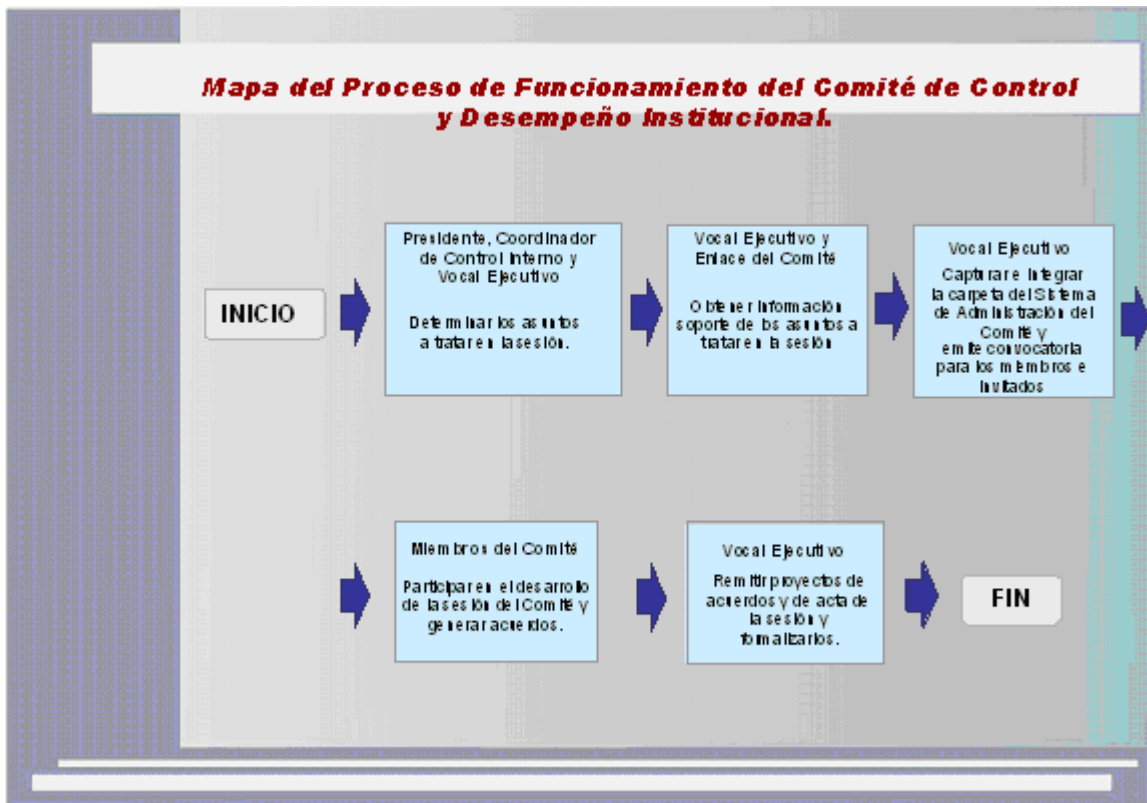 Mapa del Proceso de Funcionamiento del Comité de Control
y Desempeño Institucional.
INICIO
Presidente, Coordinador
de Control Interno y
Vocal Ejecutivo
Determinar los asuntos
a tratar en la sesión.
Vocal Ejecutivo y
Enlace del Comité
Obtener información
soporte de los asuntos a
tratar en la sesión
Vocal Ejecutivo
Capturar e integrar
la carpeta del Sistema
de Administración del
Comité y
emite convocatoria
para los miembros e
invitados
Miembros del Comité
Participar en el desarrollo
de la sesión del Comité y
generar acuerdos.
Vocal Ejecutivo
Remitir proyectos de
acuerdos y de acta de
la sesión y
formalizarlos.
FIN